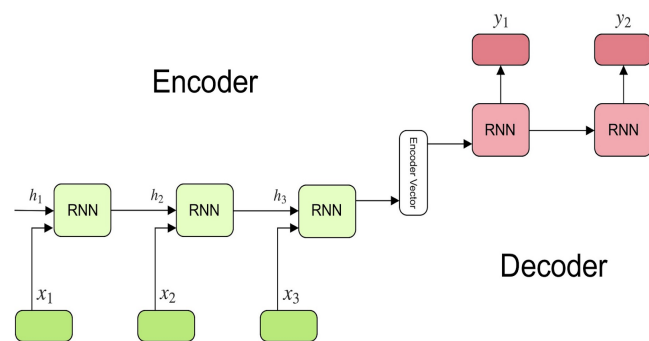 y₁
y₂
Encoder
RNN
RNN
Encoder Vector
h₁
h₂
h₃
RNN
RNN
RNN
Decoder
x₁
x₂
x₃